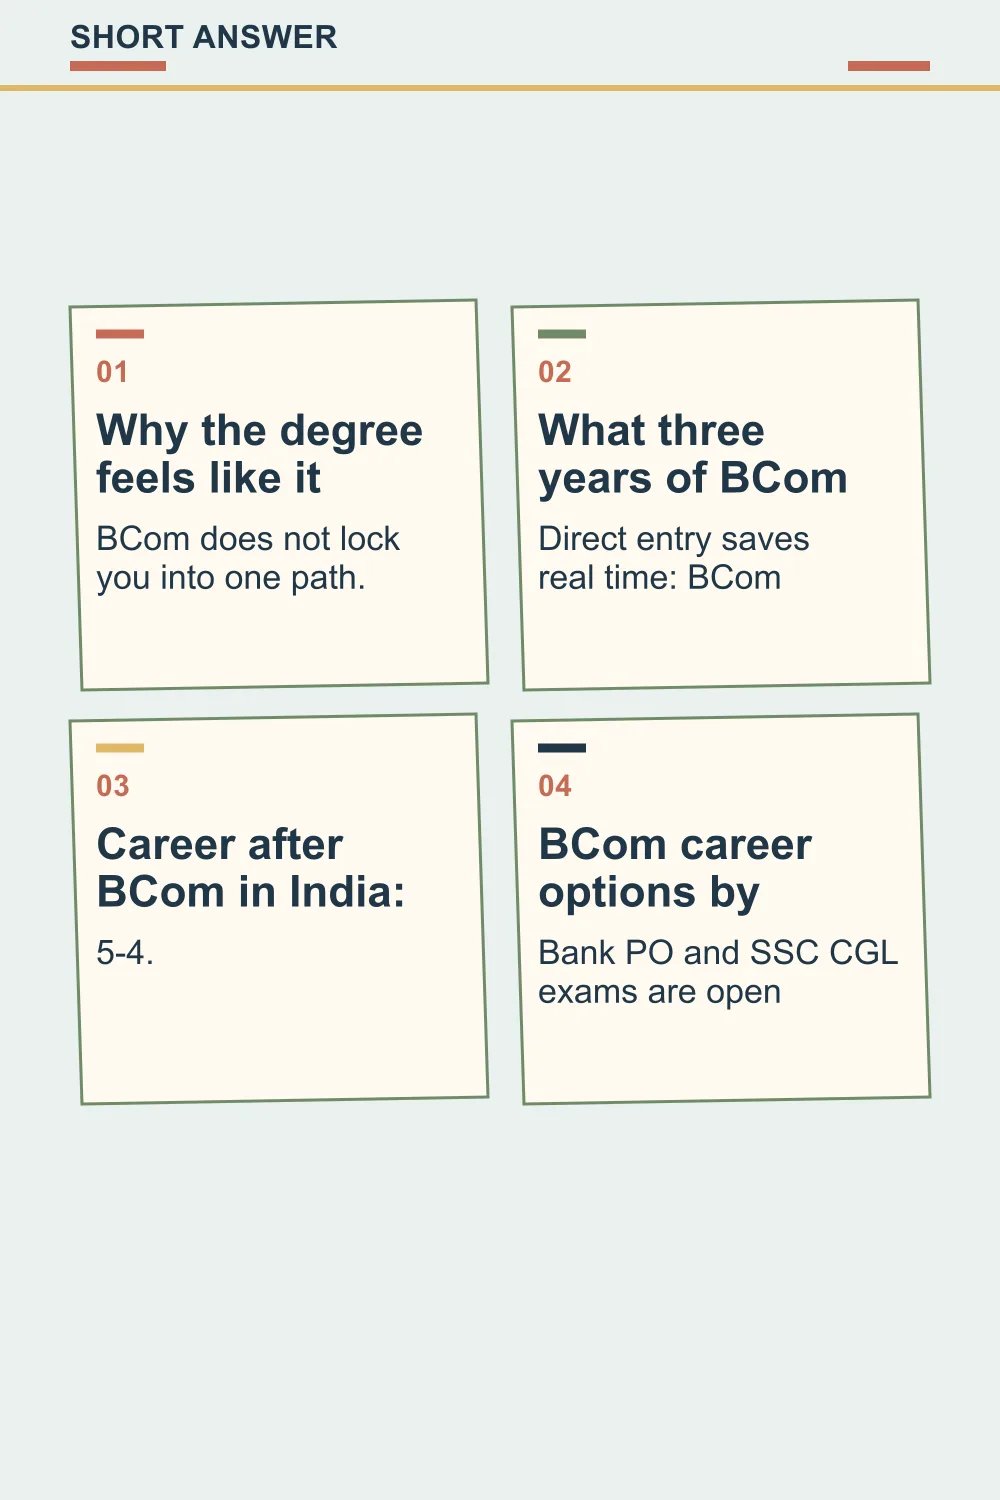 SHORT ANSWER
01
Why the degree
feels like it
BCom does not lock
you into one path.
02
What three
years of BCom
Direct entry saves
real time: BCom
03
Career after
BCom in India:
5-4.
04
BCom career
options by
Bank PO and SSC CGL
exams are open